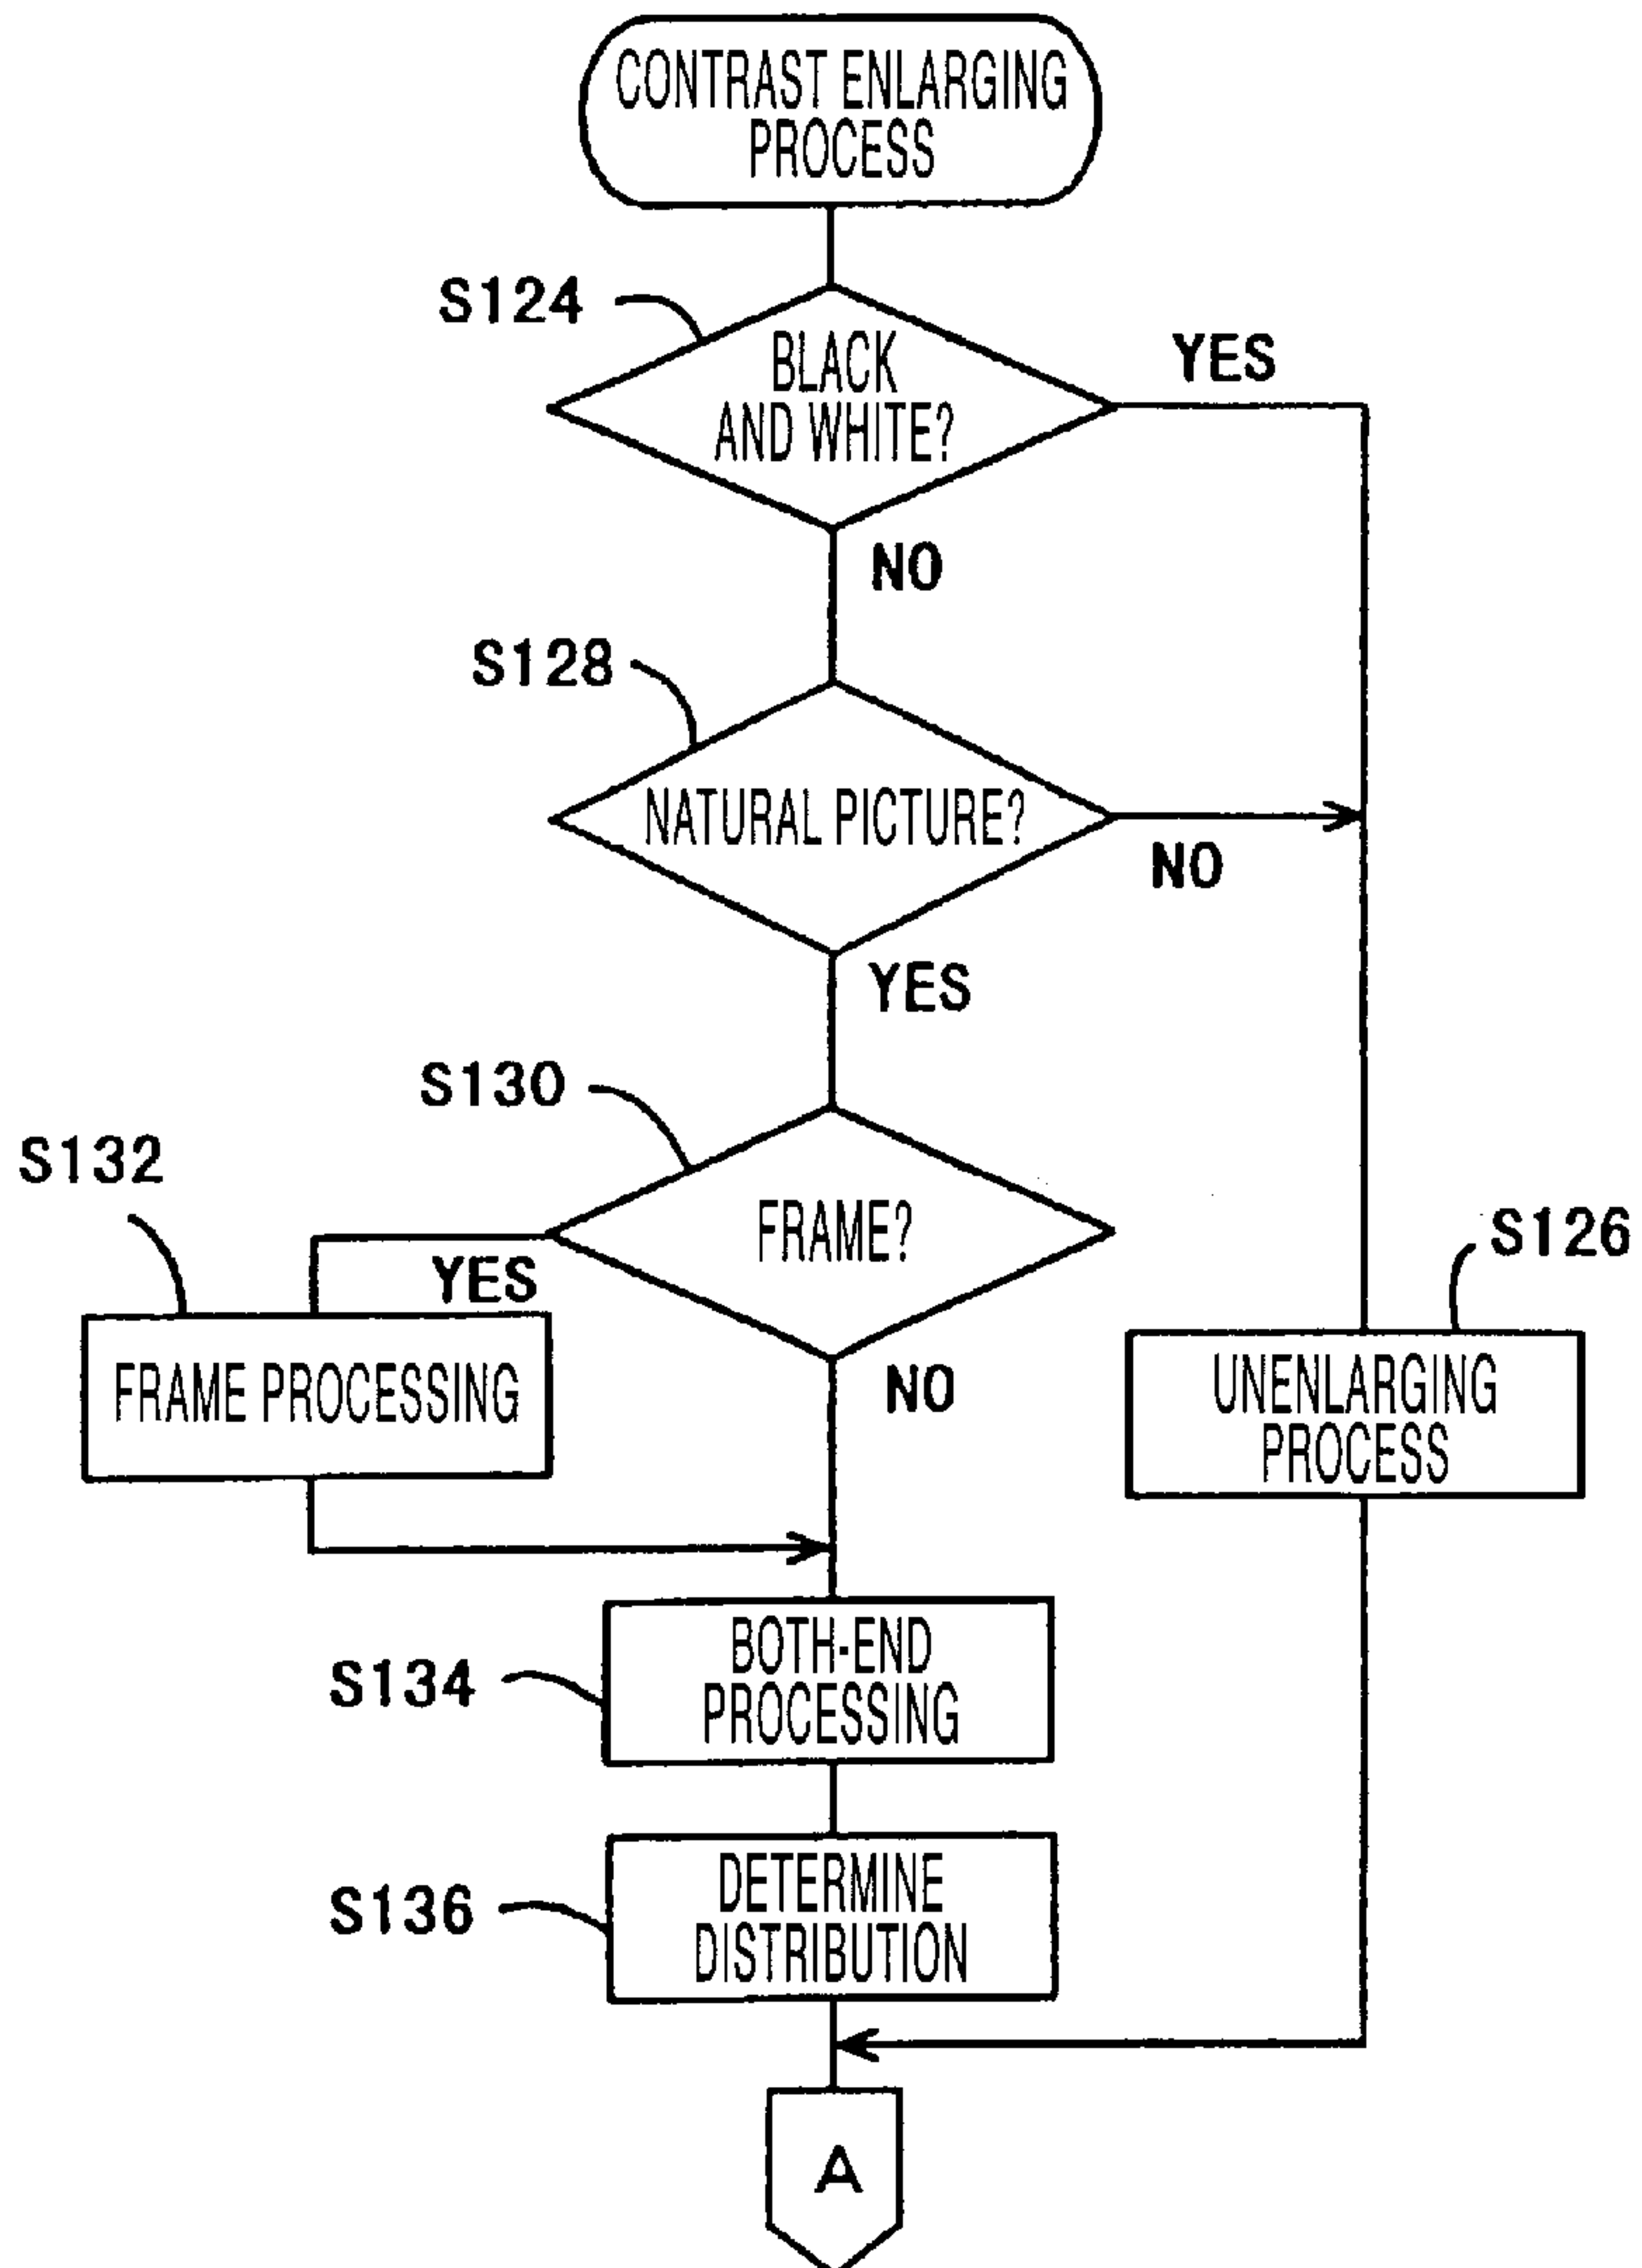 CONTRAST ENLARGING
PROCESS
S124
BLACK
AND WHITE?
YES
NO
S128
NATURAL PICTURE?
NO
YES
S130
S132
FRAME?
YES
S126
FRAME PROCESSING
NO
UNENLARGING
PROCESS
S134
BOTH-END
PROCESSING
S136
DETERMINE
DISTRIBUTION
A